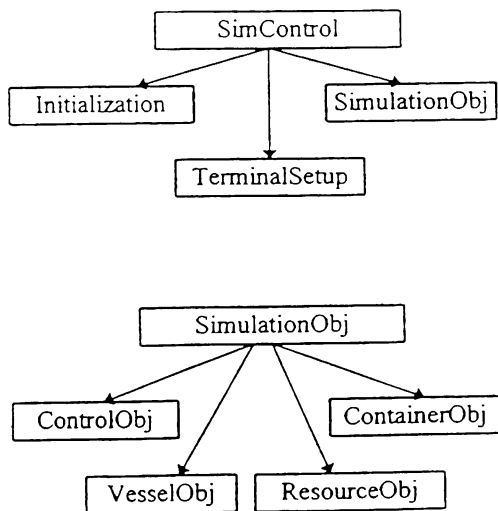 SimControl
Initialization
SimulationObj
TerminalSetup
SimulationObj
ControlObj
ContainerObj
VesselObj
ResourceObj